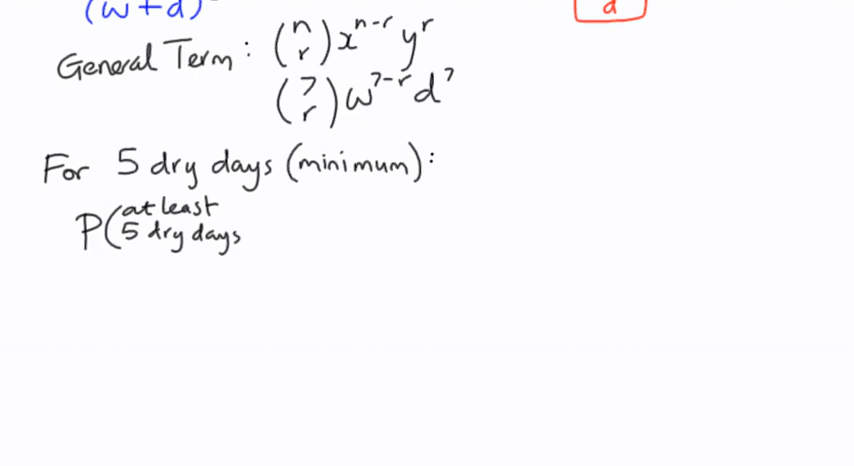 (w+d)
d
General Term: (n r) x^{n-r} y^r
(7 r) w^{7-r} d^7
For 5 dry days (minimum):
P(at least
5 dry days